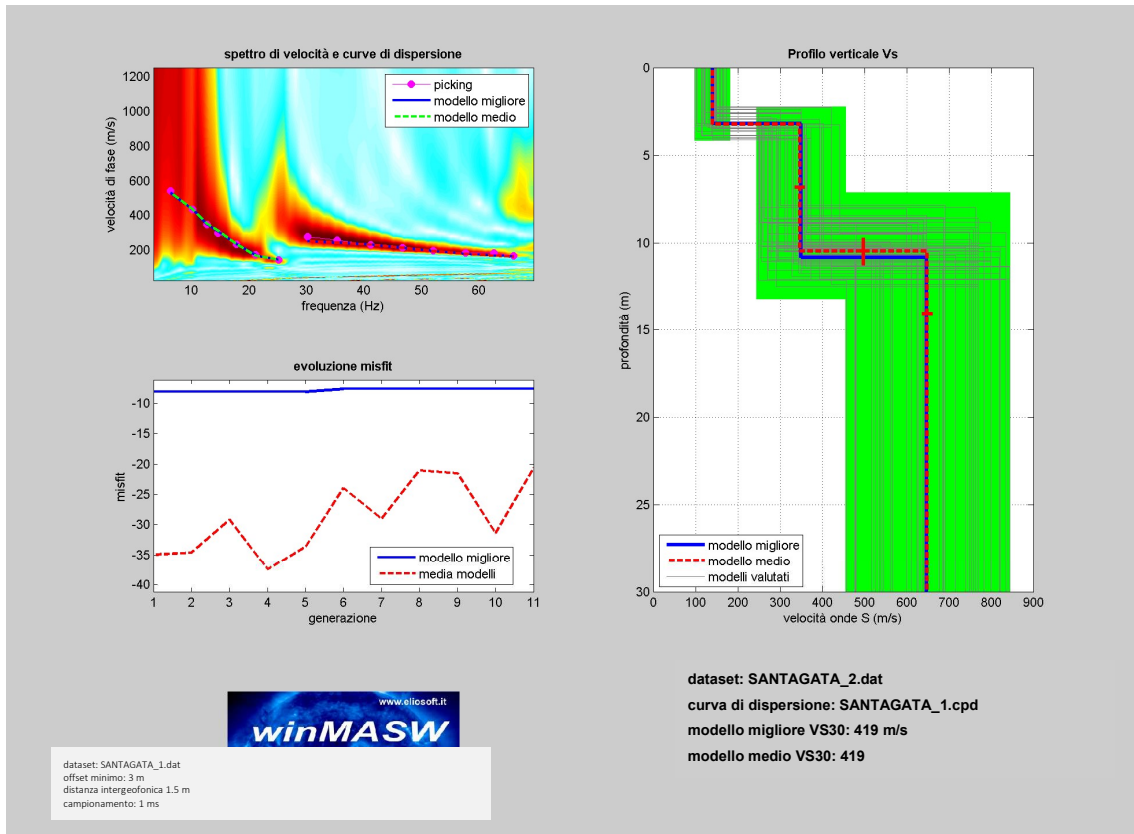 spettro di velocità e curve di dispersione
velocità di fase (m/s)
1200
1000
800
600
400
200
10
20
30
40
50
60
frequenza (Hz)
picking
modello migliore
modello medio
evoluzione misfit
misfit
-10
-15
-20
-25
-30
-35
-40
1
2
3
4
5
6
7
8
9
10
11
generazione
modello migliore
media modelli
Profilo verticale Vs
profondità (m)
0
5
10
15
20
25
30
0
100
200
300
400
500
600
700
800
900
velocità onde S (m/s)
modello migliore
modello medio
modelli valutati
www.eliosoft.it
winMASW
dataset: SANTAGATA_1.dat
offset minimo: 3 m
distanza intergeofonica 1.5 m
campionamento: 1 ms
dataset: SANTAGATA_2.dat
curva di dispersione: SANTAGATA_1.cpd
modello migliore VS30: 419 m/s
modello medio VS30: 419